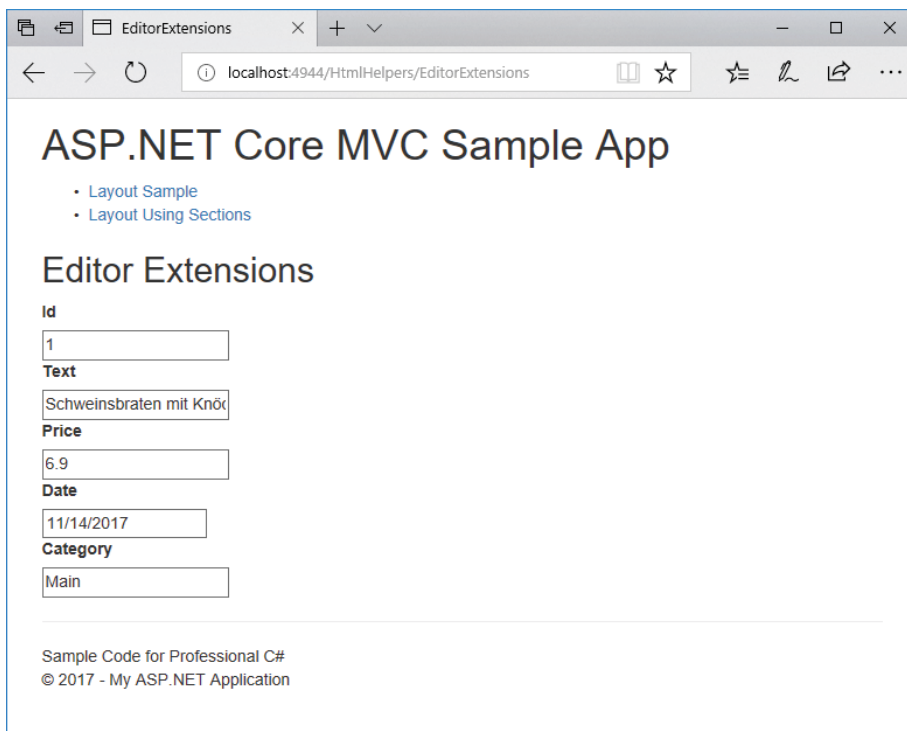 EditorExtensions
localhost:4944/HtmlHelpers/EditorExtensions
ASP.NET Core MVC Sample App
• Layout Sample
• Layout Using Sections
Editor Extensions
Id
1
Text
Schweinsbraten mit
Price
6.9
Date
11/14/2017
Category
Main
Sample Code for Professional C#
© 2017 - My ASP.NET Application